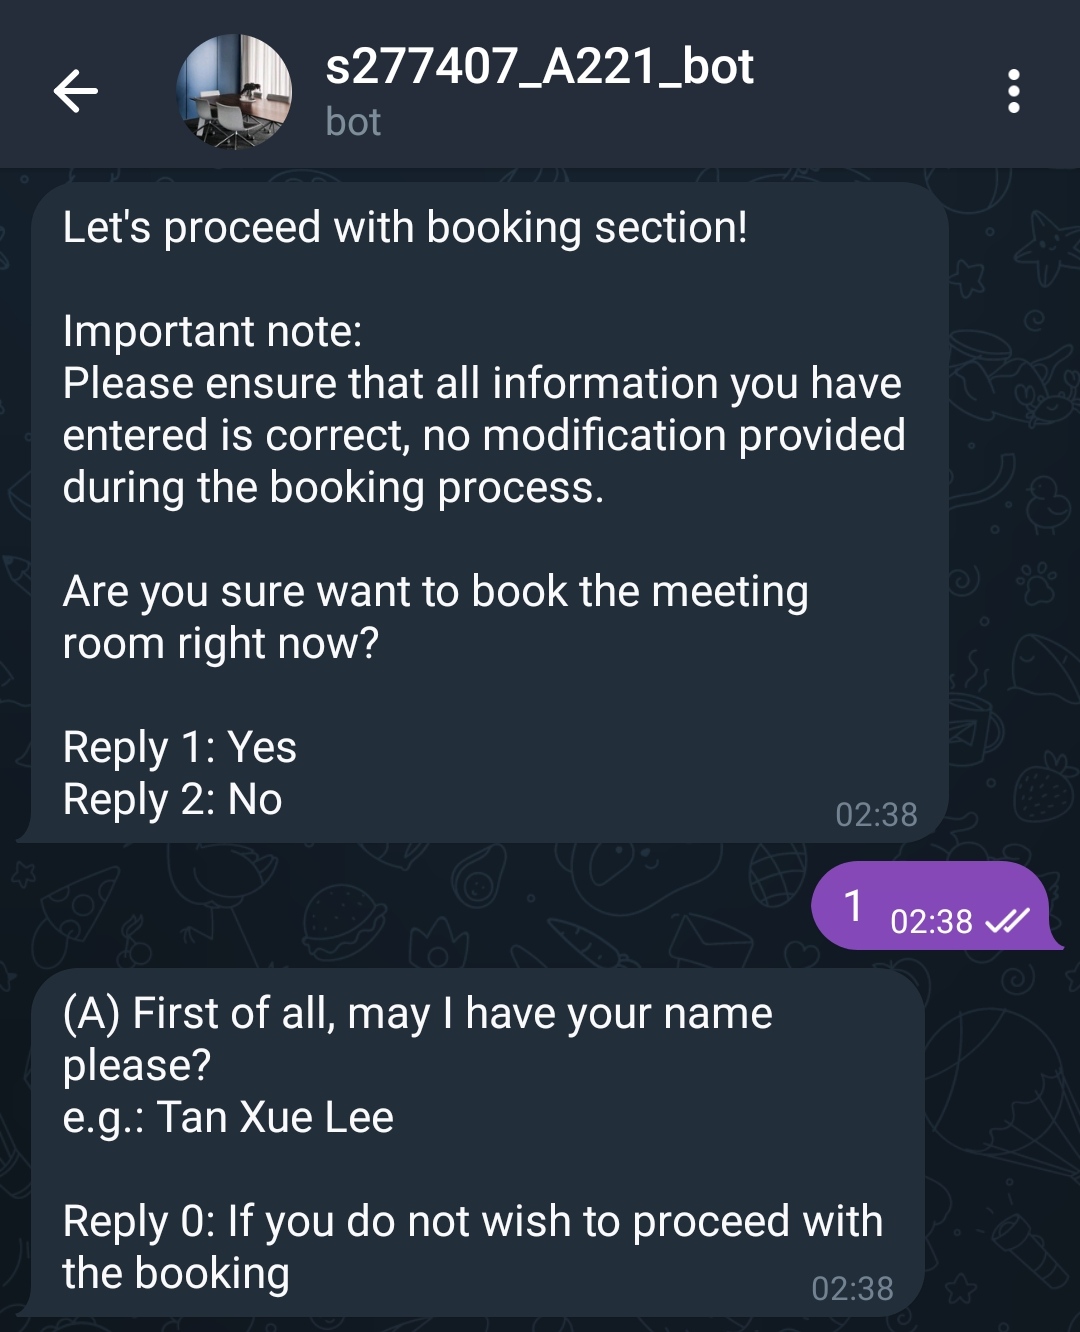 s277407_A221_bot
bot
Let's proceed with booking section!
Important note:
Please ensure that all information you have
entered is correct, no modification provided
during the booking process.
Are you sure want to book the meeting
room right now?
Reply 1: Yes
Reply 2: No
02:38
1 02:38
(A) First of all, may I have your name
please?
e.g.: Tan Xue Lee
Reply 0: If you do not wish to proceed with
the booking
02:38